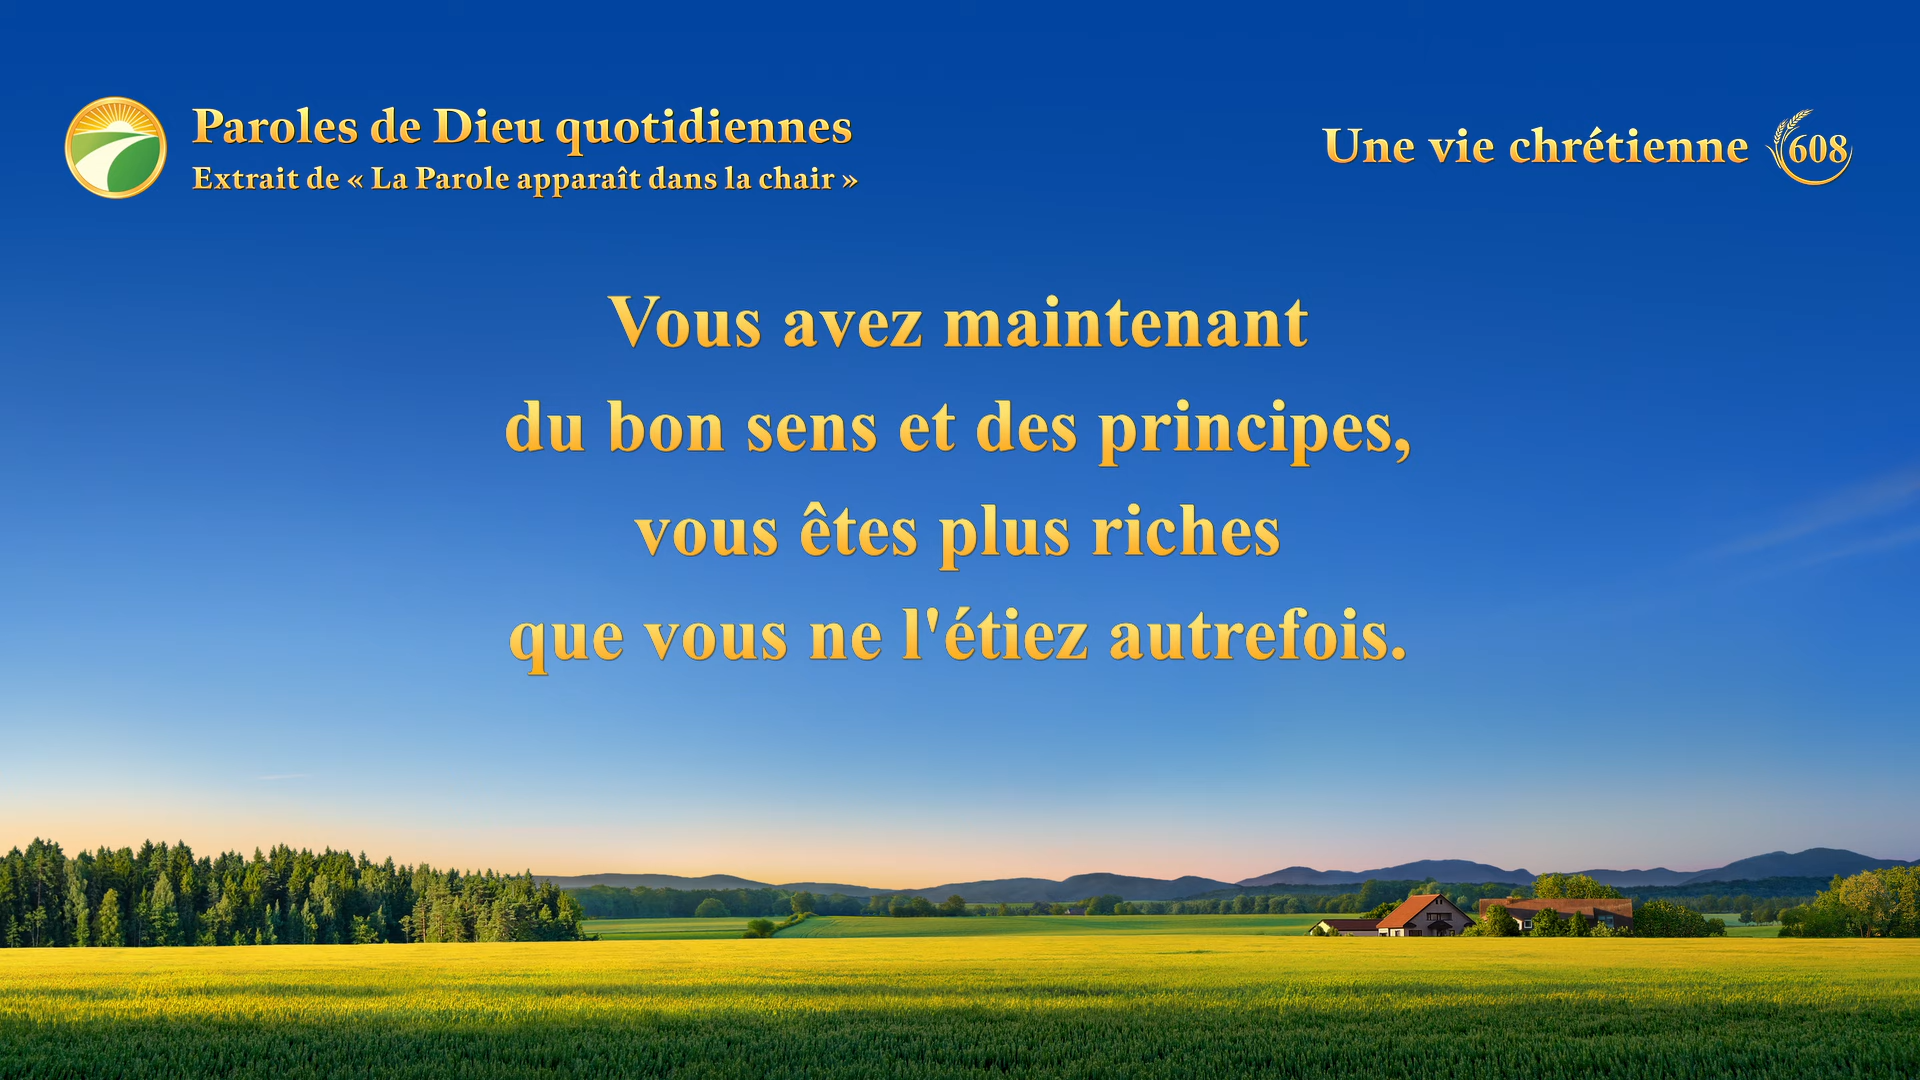 Paroles de Dieu quotidiennes
Extrait de « La Parole apparaît dans la chair »
Une vie chrétienne 608
Vous avez maintenant
du bon sens et des principes,
vous êtes plus riches
que vous ne l'étiez autrefois.